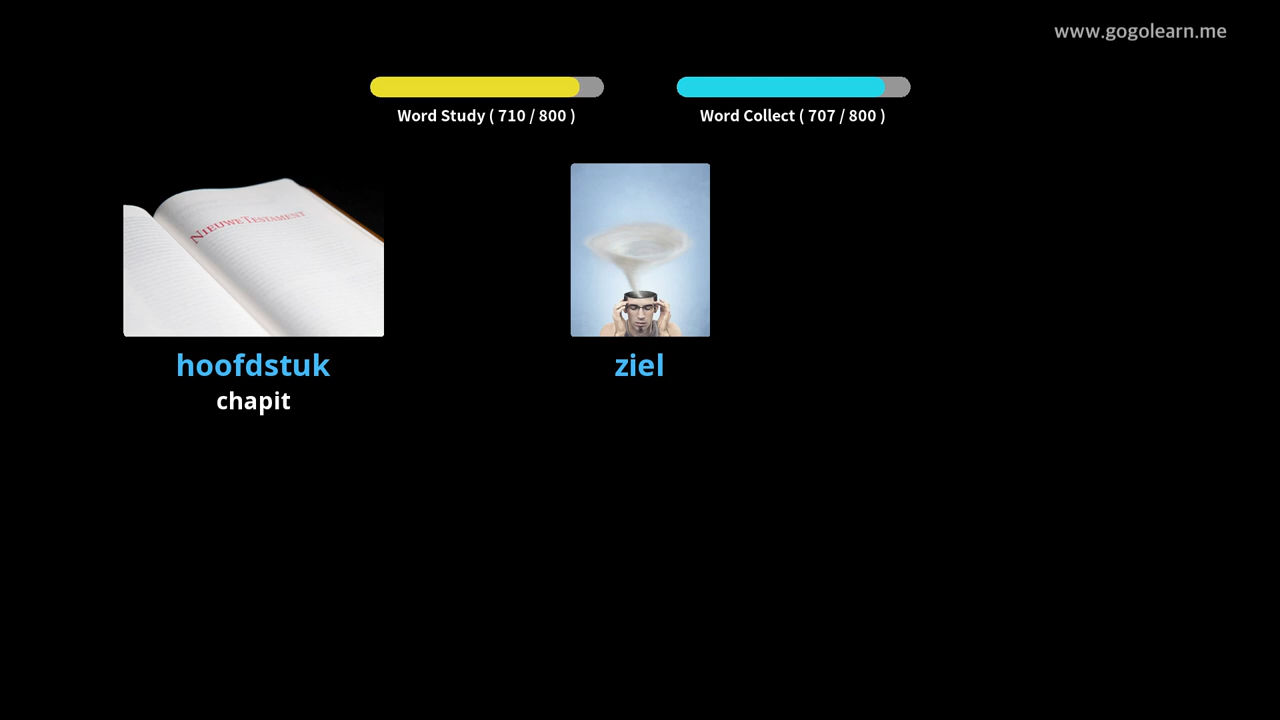 www.gogolearn.me
Word Study ( 710 / 800 )
Word Collect ( 707 / 800 )
NIEUWE TESTAMENT
hoofdstuk
ziel
chapit